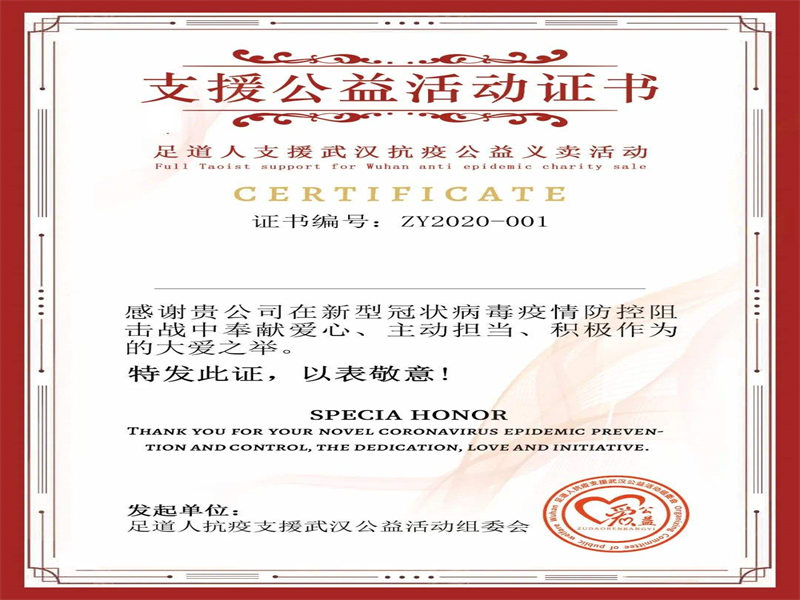 支援公益活动证书
足道人支援武汉抗疫公益义卖活动
Full Taoist support for Wuhan anti epidemic charity sale
CERTIFICATE
证书编号：ZY2020-001
感谢贵公司在新型冠状病毒疫情防控阻
击战中奉献爱心、主动担当、积极作为
的大爱之举。
特发此证，以表敬意！
SPECIA HONOR
THANK YOU FOR YOUR NOVEL CORONAVIRUS EPIDEMIC PREVEN-
TION AND CONTROL, THE DEDICATION, LOVE AND INITIATIVE.
发起单位：
足道人抗疫支援武汉公益活动组委会
足道人抗疫支援武汉公益活动组委会
爱公益
ZUDAORENGYI
Wuhan Organizing Committee of public welfare